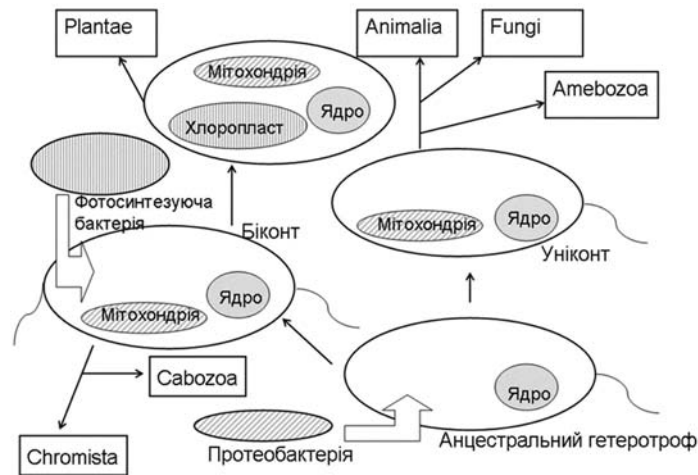 Plantae
Animalia
Fungi
Мітохондрія
Ядро
Хлоропласт
Amebozoa
Фотосинтезуюча
бактерія
Біконт
Мітохондрія
Ядро
Уніконт
Мітохондрія
Ядро
Cabozoa
Ядро
Chromista
Протеобактерія
Анцестральний гетеротроф